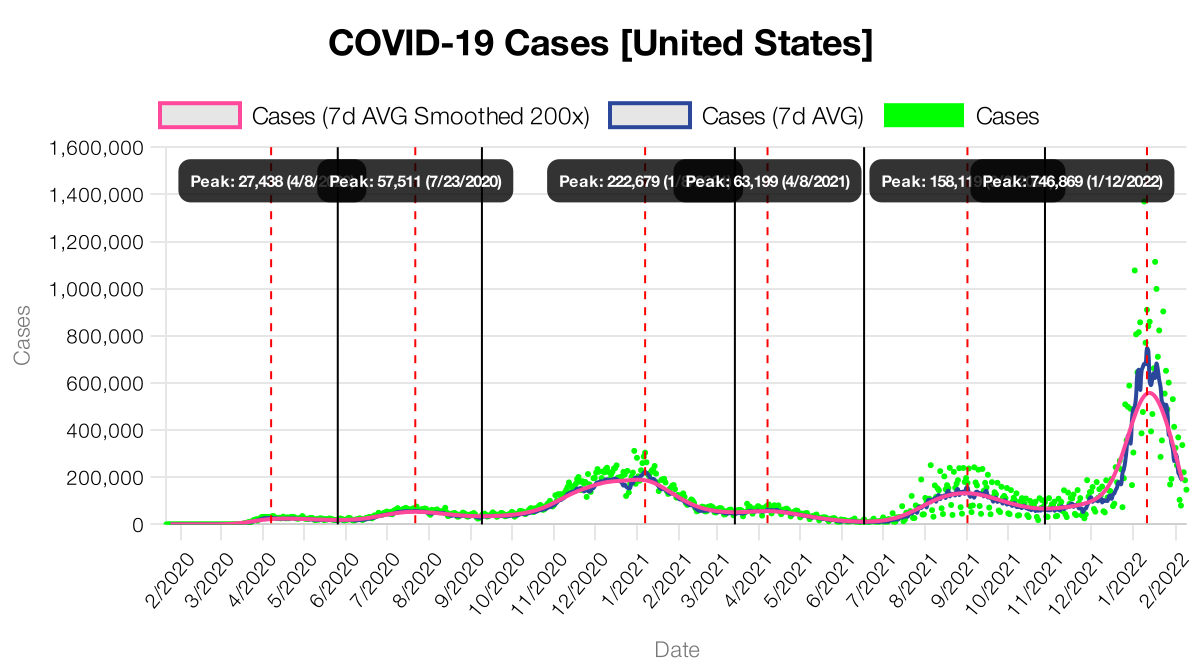 COVID-19 Cases [United States]
Cases (7d AVG Smoothed 200x) Cases (7d AVG) Cases
1,600,000
Peak: 27,438 (4/8/ Peak: 57,511 (7/23/2020) Peak: 222,679 (1/ Peak: 63,199 (4/8/2021) Peak: 158,119 Peak: 746,869 (1/12/2022)
1,400,000
1,200,000
1,000,000
800,000
600,000
400,000
200,000
0
Cases
2/2020 3/2020 4/2020 5/2020 6/2020 7/2020 8/2020 9/2020 10/2020 11/2020 12/2020 1/2021 2/2021 3/2021 4/2021 5/2021 6/2021 7/2021 8/2021 9/2021 10/2021 11/2021 12/2021 1/2022 2/2022
Date